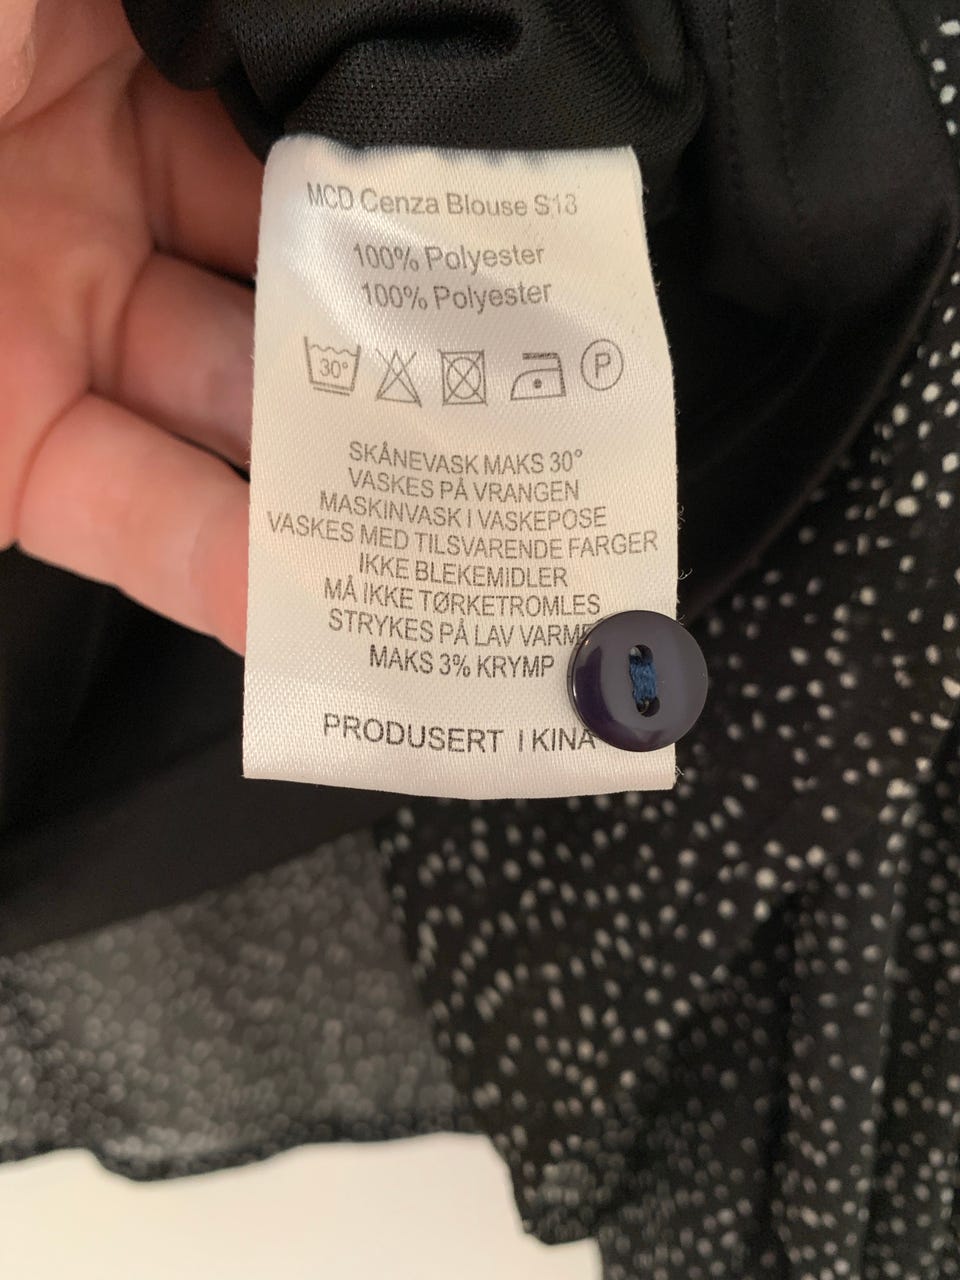 MCD Cenza Blouse S13
100% Polyester
100% Polyester
30° P
SKÅNEVASK MAKS 30°
VASKES PÅ VRANGEN
MASKINVASK I VASKEPOSE
VASKES MED TILSVARENDE FARGER
IKKE BLEKEMIDLER
MÅ IKKE TØRKETROMLES
STRYKES PÅ LAV VARME
MAKS 3% KRYMP
PRODUSERT I KINA